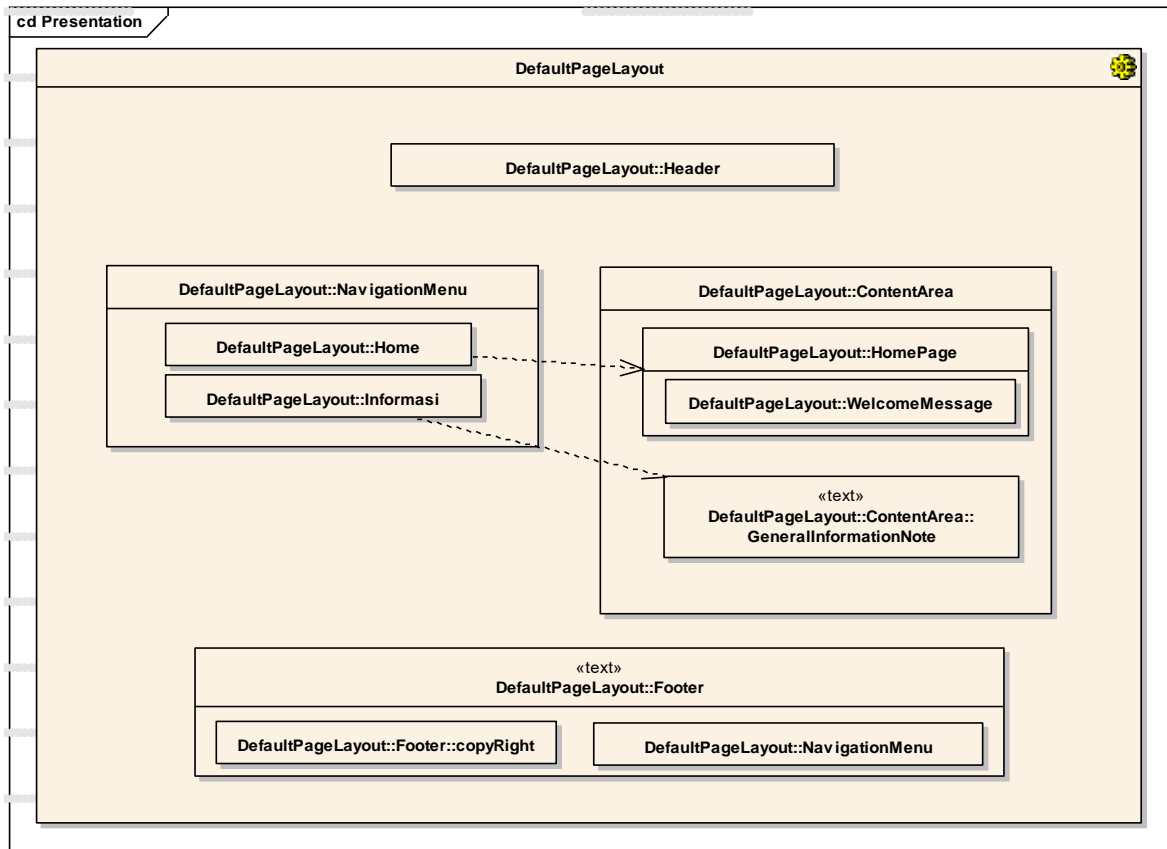 cd Presentation
DefaultPageLayout
DefaultPageLayout::Header
DefaultPageLayout::NavigationMenu
DefaultPageLayout::Home
DefaultPageLayout::Informasi
DefaultPageLayout::ContentArea
DefaultPageLayout::HomePage
DefaultPageLayout::WelcomeMessage
«text»
DefaultPageLayout::ContentArea::
GeneralInformationNote
«text»
DefaultPageLayout::Footer
DefaultPageLayout::Footer::copyRight
DefaultPageLayout::NavigationMenu